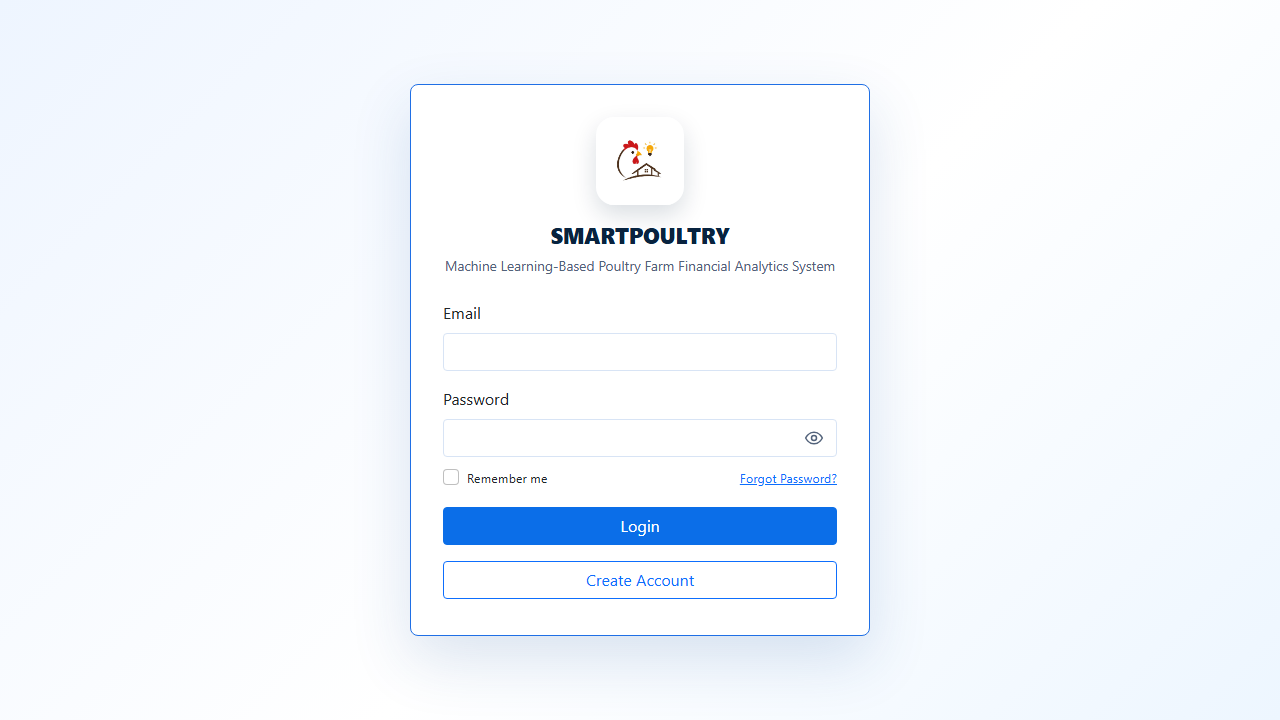 SMARTPOULTRY
Machine Learning-Based Poultry Farm Financial Analytics System
Email
Password
Remember me
Forgot Password?
Login
Create Account